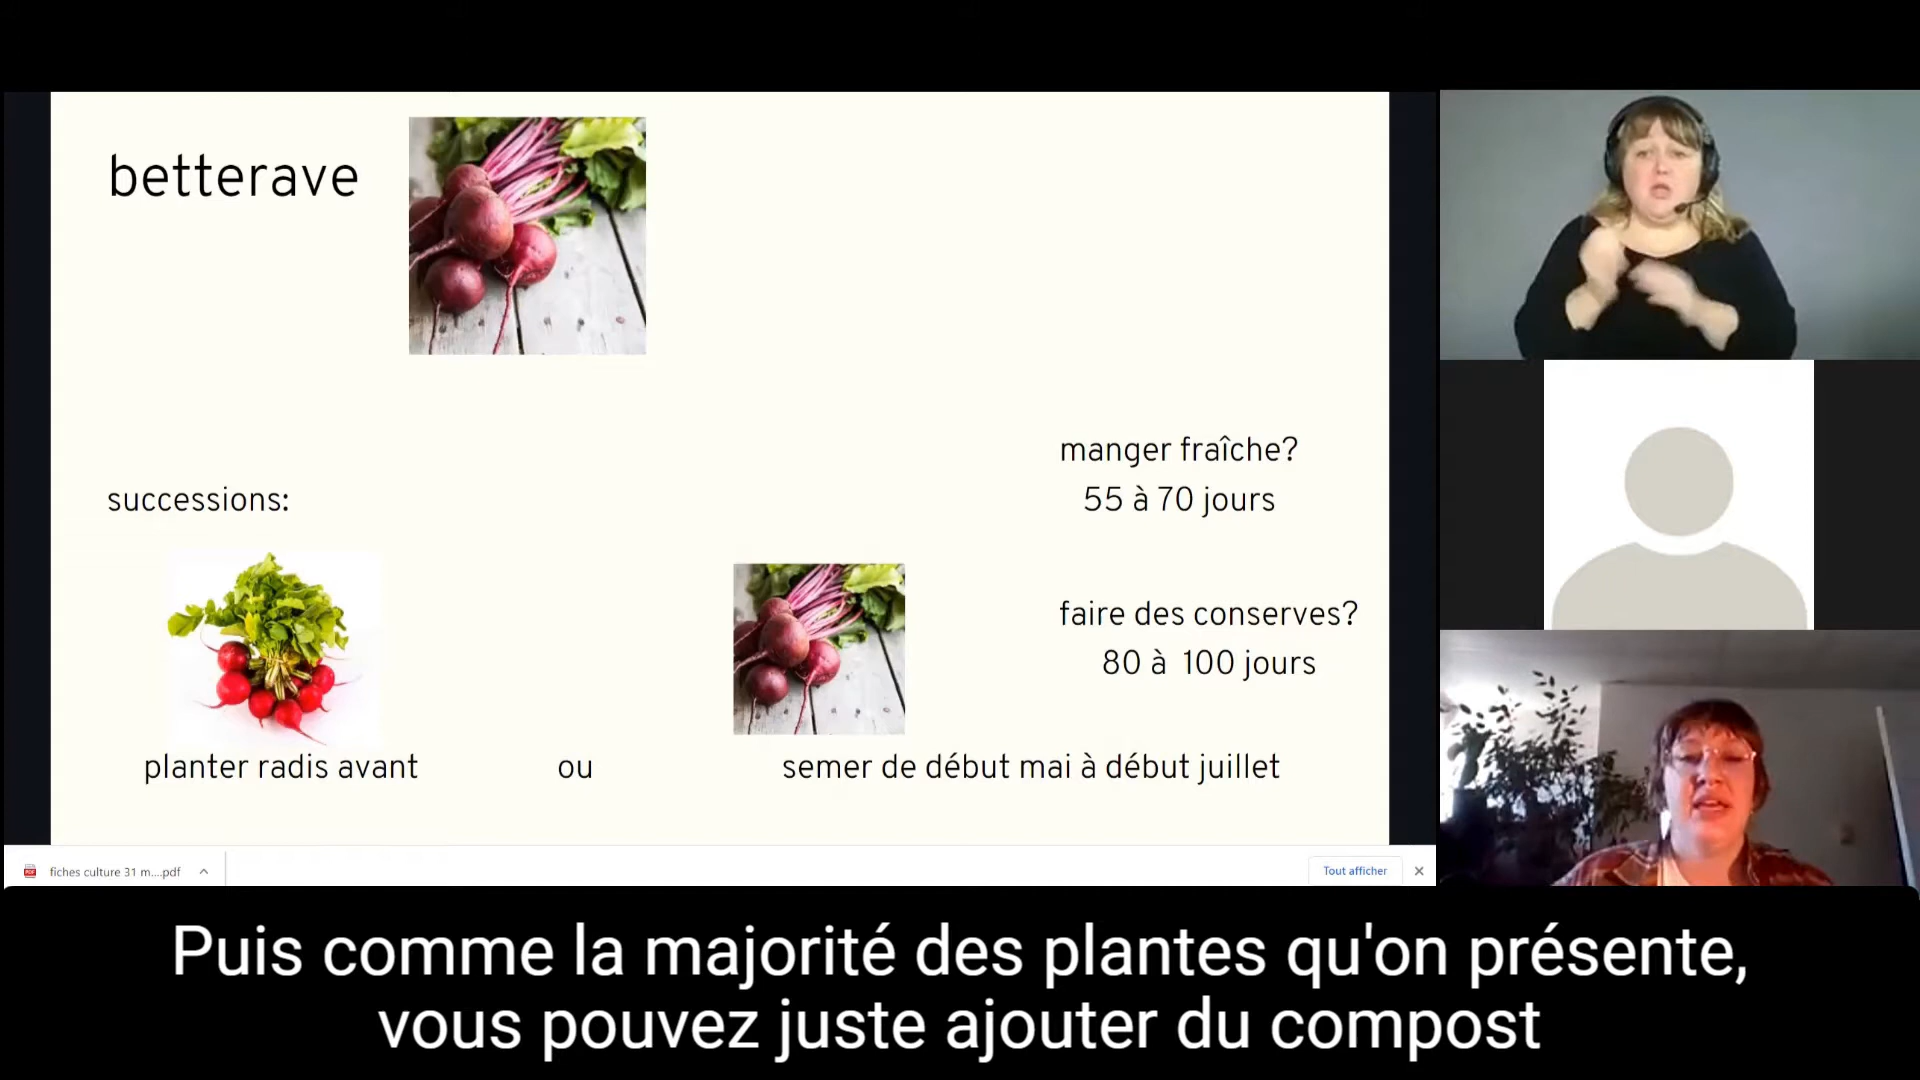 betterave
manger fraîche?
55 à 70 jours
successions:
faire des conserves?
80 à 100 jours
planter radis avant
ou
semer de début mai à début juillet
fiches culture 31 m....pdf
Tout afficher
Puis comme la majorité des plantes qu'on présente,
vous pouvez juste ajouter du compost